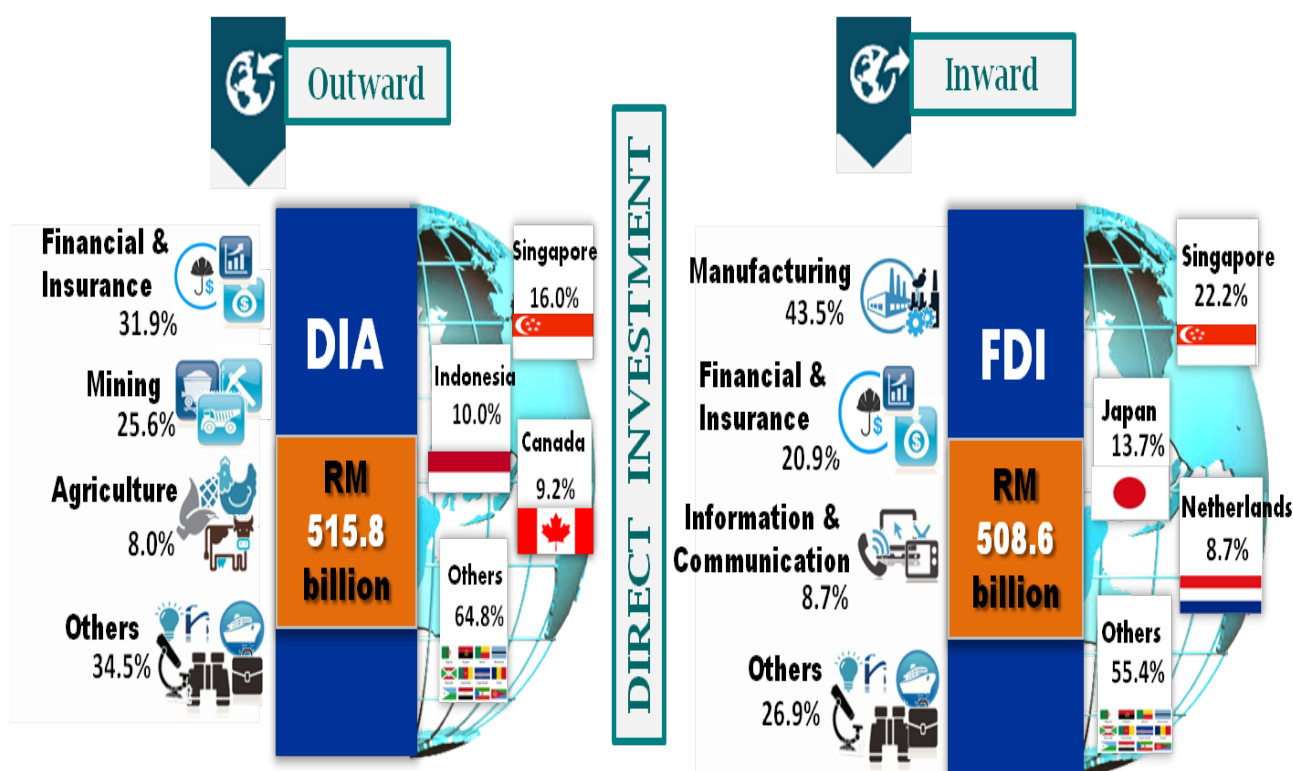 Outward
Financial &
Insurance
31.9%
Mining
25.6%
Agriculture
8.0%
Others
34.5%
DIA
RM
515.8
billion
Singapore
16.0%
Indonesia
10.0%
Canada
9.2%
Others
64.8%
DIRECT INVESTMENT
Inward
Manufacturing
43.5%
Financial &
Insurance
20.9%
Information &
Communication
8.7%
Others
26.9%
FDI
RM
508.6
billion
Singapore
22.2%
Japan
13.7%
Netherlands
8.7%
Others
55.4%